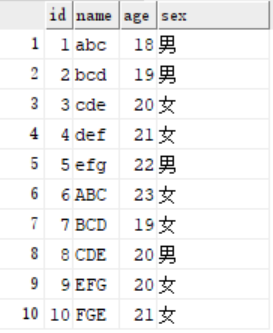 id name age sex
1 1 abc 18 男
2 2 bcd 19 男
3 3 cde 20 女
4 4 def 21 女
5 5 efg 22 男
6 6 ABC 23 女
7 7 BCD 19 女
8 8 CDE 20 男
9 9 EFG 20 女
10 10 FGE 21 女